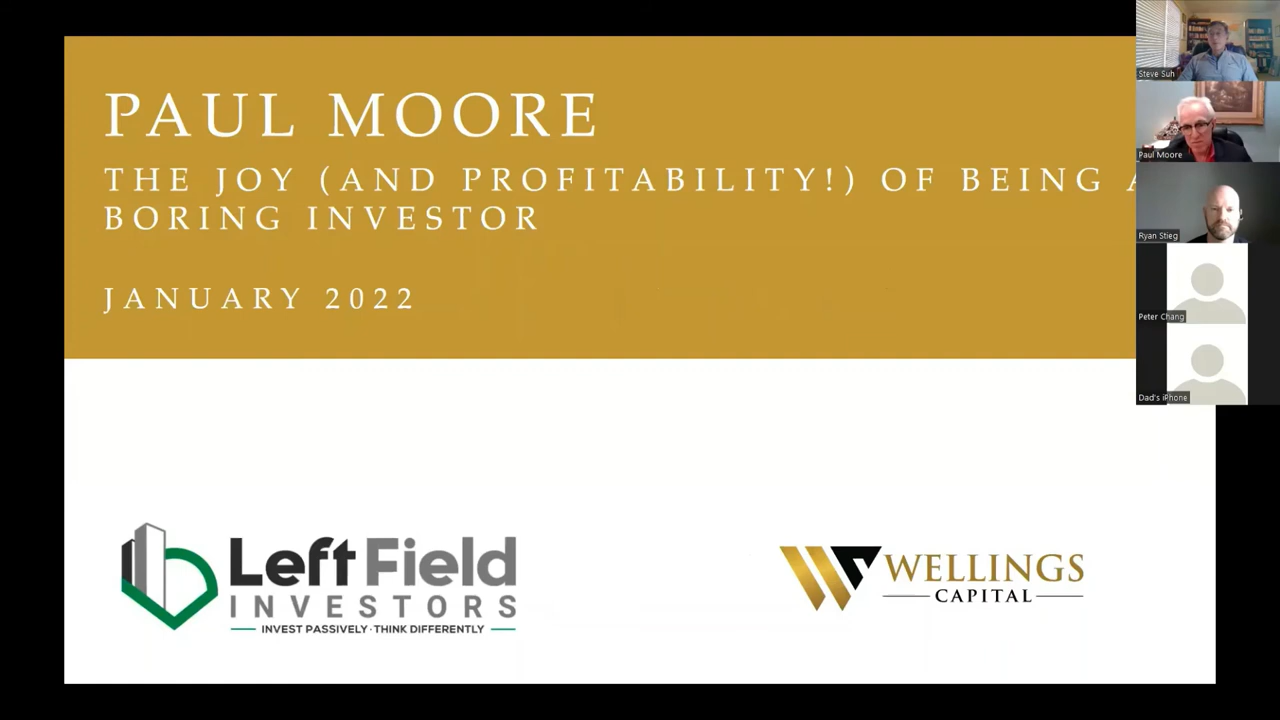 PAUL MOORE
THE JOY (AND PROFITABILITY!) OF BEING A
BORING INVESTOR
JANUARY 2022
Left Field
INVESTORS
INVEST PASSIVELY · THINK DIFFERENTLY
WELLINGS
CAPITAL
Steve Suh
Paul Moore
Ryan Stieg
Peter Chang
Dad's iPhone